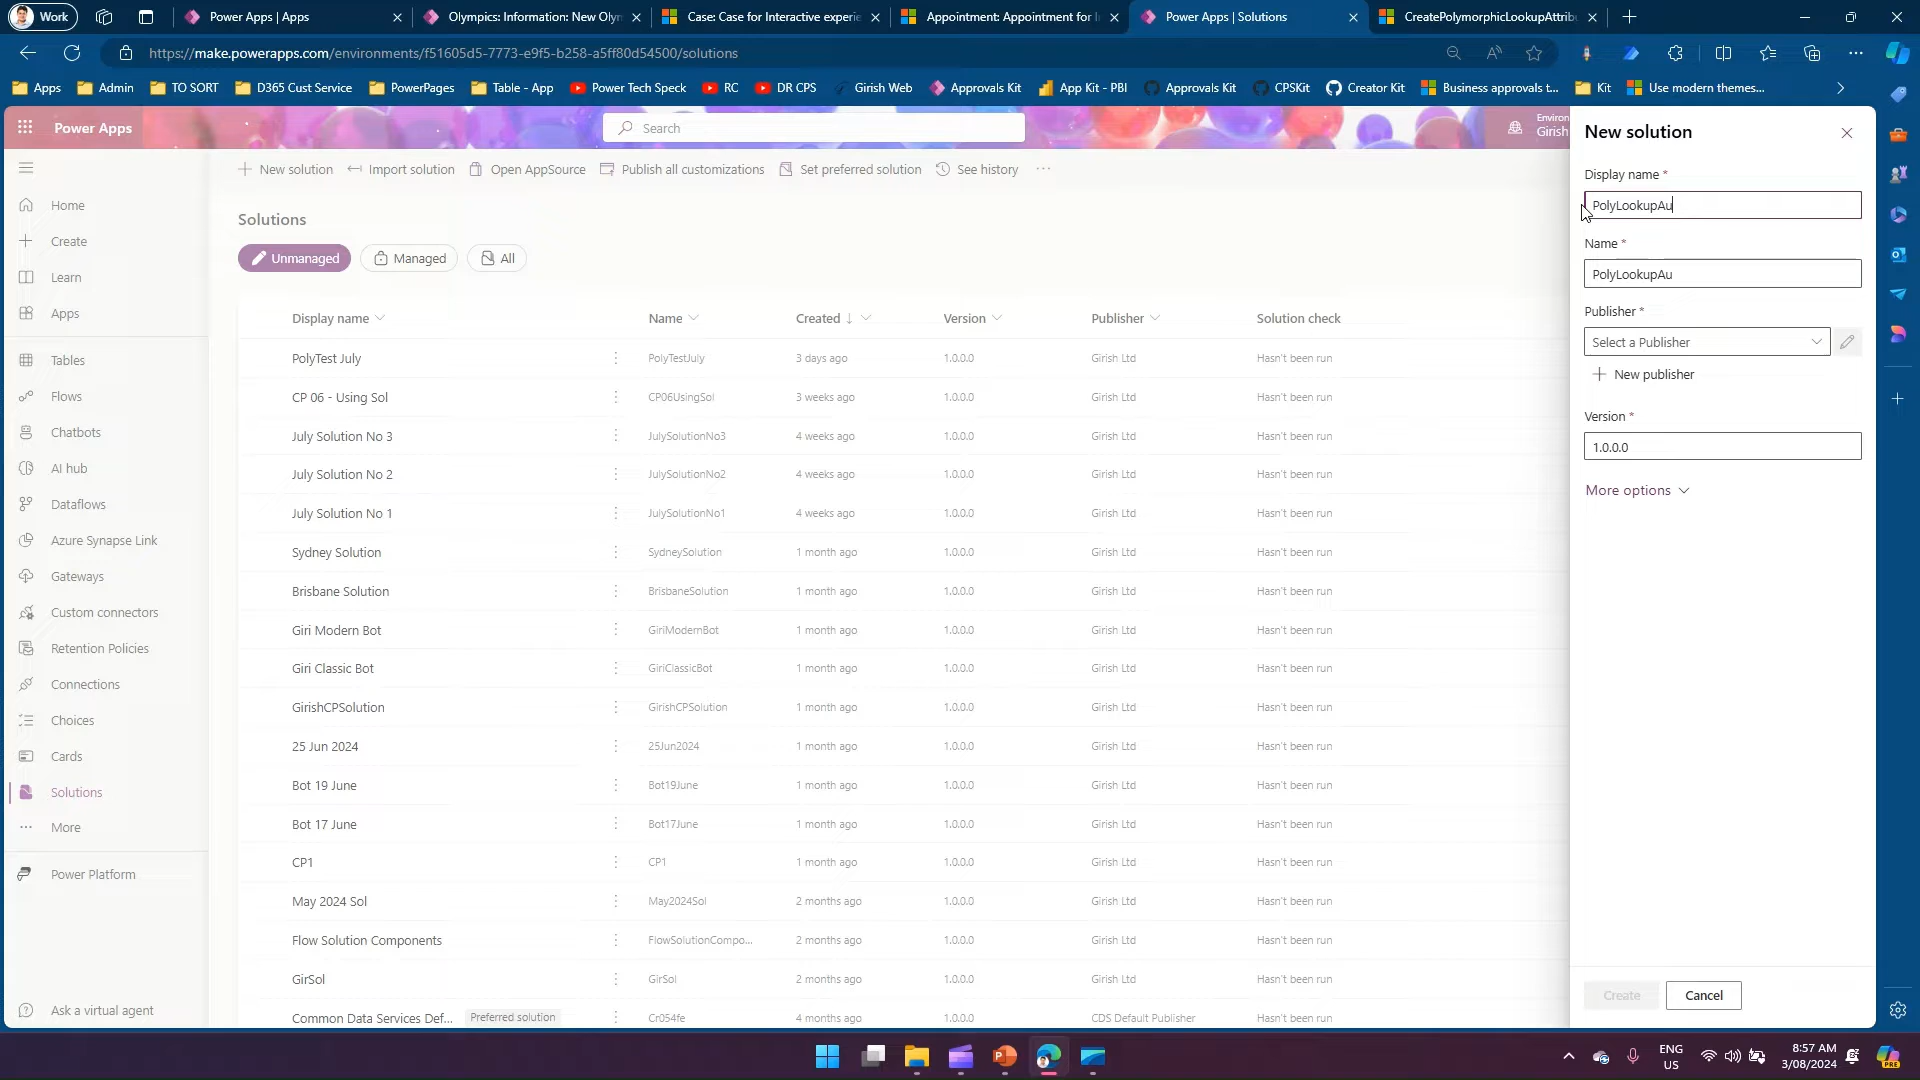 Work
Power Apps | Apps
Olympics: Information: New Olyn
Case: Case for Interactive experie
Appointment: Appointment for I
Power Apps | Solutions
CreatePolymorphicLookupAttrib
https://make.powerapps.com/environments/f51605d5-7773-e9f5-b258-a5ff80d54500/solutions
Apps
Admin
TO SORT
D365 Cust Service
PowerPages
Table - App
Power Tech Speck
RC
DR CPS
Girish Web
Approvals Kit
App Kit - PBI
Approvals Kit
CPSKit
Creator Kit
Business approvals t...
Kit
Use modern themes...
Power Apps
Search
Environ
Girish
New solution
Import solution
Open AppSource
Publish all customizations
Set preferred solution
See history
Home
Create
Learn
Apps
Tables
Flows
Chatbots
AI hub
Dataflows
Azure Synapse Link
Gateways
Custom connectors
Retention Policies
Connections
Choices
Cards
Solutions
More
Power Platform
Ask a virtual agent
Solutions
Unmanaged
Managed
All
Display name Name Created Version Publisher Solution check
PolyTest July PolyTestJuly 3 days ago 1.0.0.0 Girish Ltd Hasn't been run
CP 06 - Using Sol CP06UsingSol 3 weeks ago 1.0.0.0 Girish Ltd Hasn't been run
July Solution No 3 JulySolutionNo3 4 weeks ago 1.0.0.0 Girish Ltd Hasn't been run
July Solution No 2 JulySolutionNo2 4 weeks ago 1.0.0.0 Girish Ltd Hasn't been run
July Solution No 1 JulySolutionNo1 4 weeks ago 1.0.0.0 Girish Ltd Hasn't been run
Sydney Solution SydneySolution 1 month ago 1.0.0.0 Girish Ltd Hasn't been run
Brisbane Solution BrisbaneSolution 1 month ago 1.0.0.0 Girish Ltd Hasn't been run
Giri Modern Bot GiriModernBot 1 month ago 1.0.0.0 Girish Ltd Hasn't been run
Giri Classic Bot GiriClassicBot 1 month ago 1.0.0.0 Girish Ltd Hasn't been run
GirishCPSolution GirishCPSolution 1 month ago 1.0.0.0 Girish Ltd Hasn't been run
25 Jun 2024 25Jun2024 1 month ago 1.0.0.0 Girish Ltd Hasn't been run
Bot 19 June Bot19June 1 month ago 1.0.0.0 Girish Ltd Hasn't been run
Bot 17 June Bot17June 1 month ago 1.0.0.0 Girish Ltd Hasn't been run
CP1 CP1 1 month ago 1.0.0.0 Girish Ltd Hasn't been run
May 2024 Sol May2024Sol 2 months ago 1.0.0.0 Girish Ltd Hasn't been run
Flow Solution Components FlowSolutionCompo... 2 months ago 1.0.0.0 Girish Ltd Hasn't been run
GirSol GirSol 2 months ago 1.0.0.0 Girish Ltd Hasn't been run
Common Data Services Def... Preferred solution Cr054fe 4 months ago 1.0.0.0 CDS Default Publisher Hasn't been run
New solution
Display name *
PolyLookupAu
Name *
PolyLookupAu
Publisher *
Select a Publisher
New publisher
Version *
1.0.0.0
More options
Create
Cancel
ENG
US
8:57 AM
3/08/2024
PRE